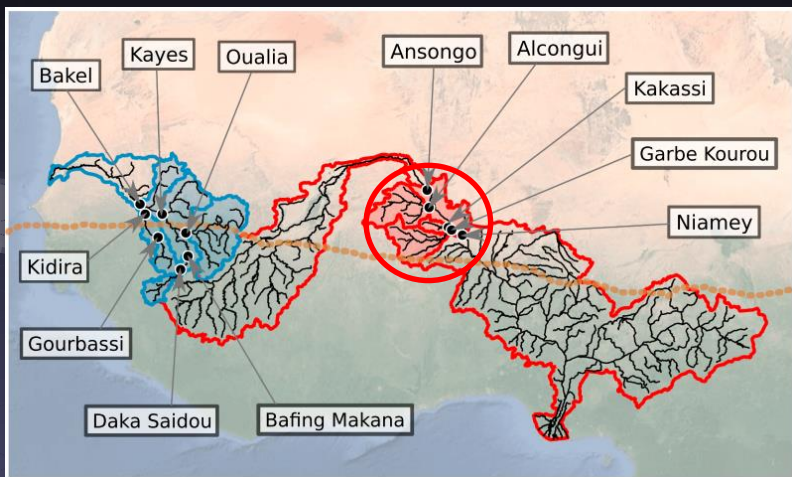 Bakel
Kayes
Oualia
Ansongo
Alcongui
Kakassi
Garbe Kourou
Niamey
Kidira
Gourbassi
Daka Saidou
Bafing Makana